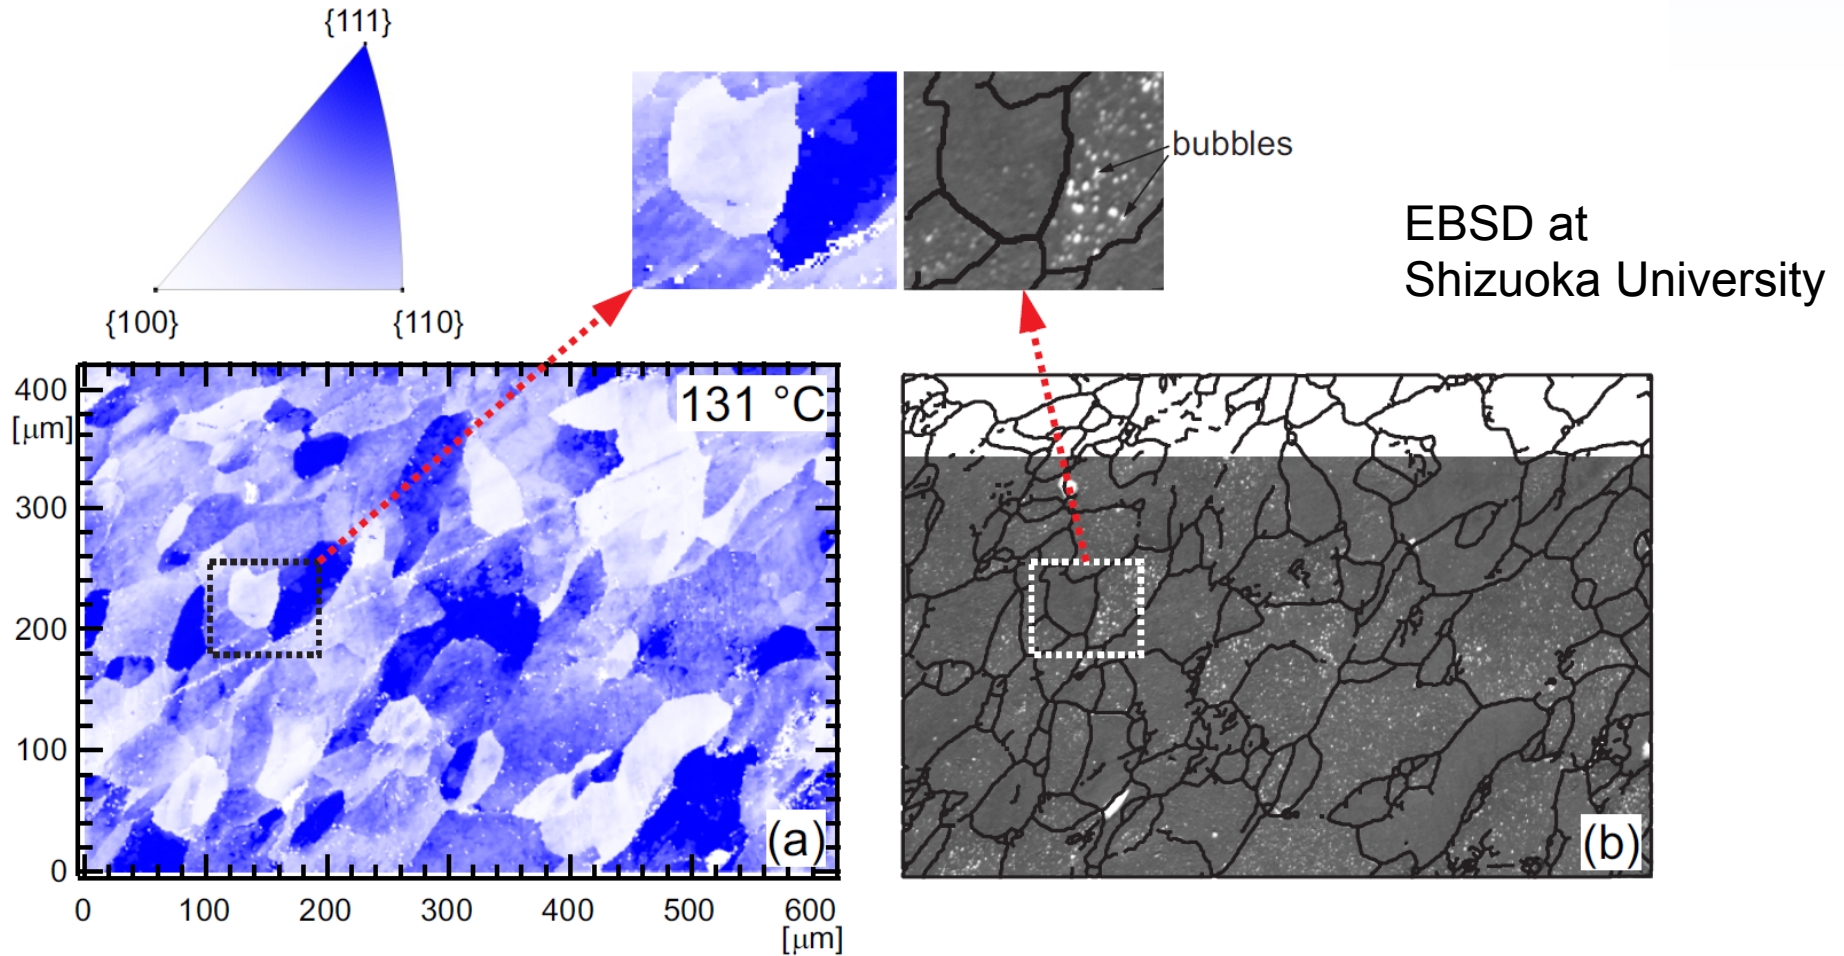 {111}
{100}
{110}
bubbles
EBSD at
Shizuoka University
131 °C
400
[μm]
300
200
100
0
(a)
0
100
200
300
400
500
600
[μm]
(b)